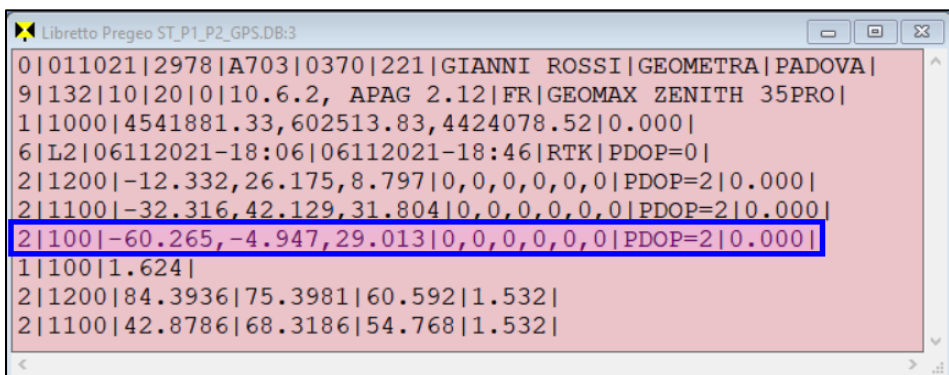 Libretto Pregeo ST_P1_P2_GPS.DB:3
0|011021|2978|A703|0370|221|GIANNI ROSSI|GEOMETRA|PADOVA|
9|132|10|20|0|10.6.2, APAG 2.12|FR|GEOMAX ZENITH 35PRO|
1|1000|4541881.33,602513.83,4424078.52|0.000|
6|L2|06112021-18:06|06112021-18:46|RTK|PDOP=0|
2|1200|-12.332,26.175,8.797|0,0,0,0,0,0|PDOP=2|0.000|
2|1100|-32.316,42.129,31.804|0,0,0,0,0,0|PDOP=2|0.000|
2|100|-60.265,-4.947,29.013|0,0,0,0,0,0|PDOP=2|0.000|
1|100|1.624|
2|1200|84.3936|75.3981|60.592|1.532|
2|1100|42.8786|68.3186|54.768|1.532|